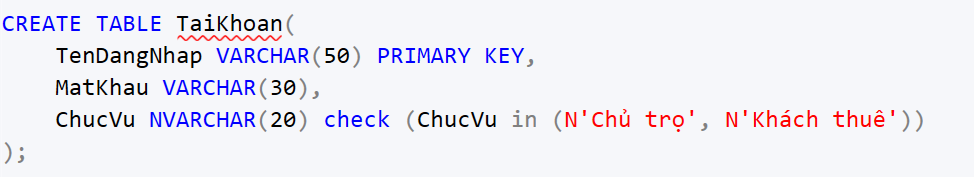 CREATE TABLE TaiKhoan(
    TenDangNhap VARCHAR(50) PRIMARY KEY,
    MatKhau VARCHAR(30),
    ChucVu NVARCHAR(20) check (ChucVu in (N'Chủ trọ', N'Khách thuê'))
);